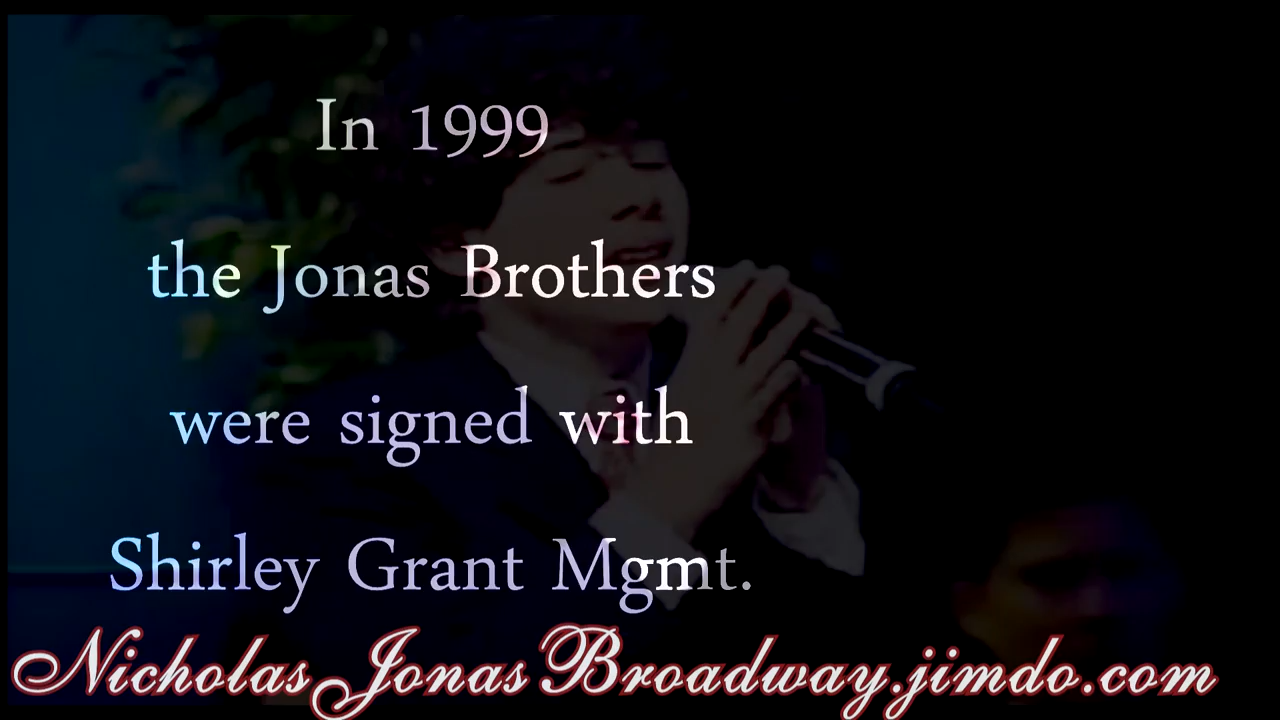 In 1999
the Jonas Brothers
were signed with
Shirley Grant Mgmt.
NicholasJonasBroadway.jimdo.com